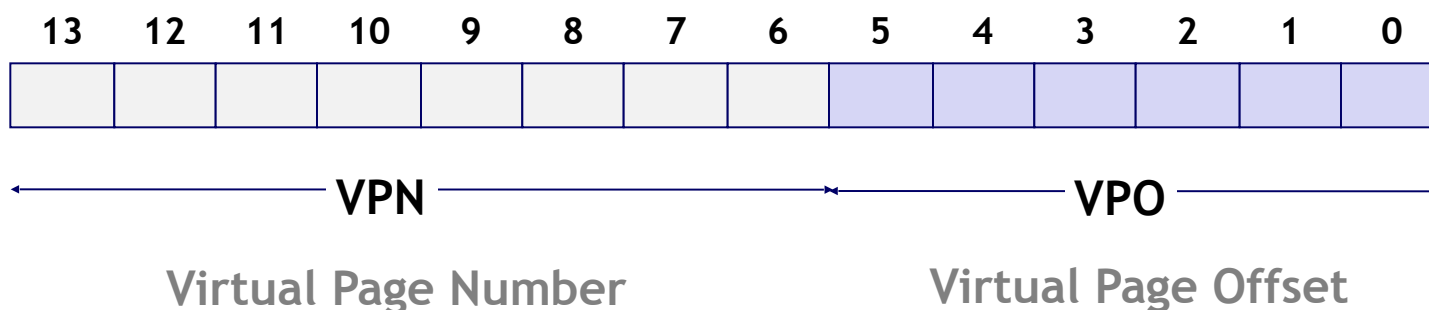 13 12 11 10 9 8 7 6 5 4 3 2 1 0
VPN VPO
Virtual Page Number Virtual Page Offset